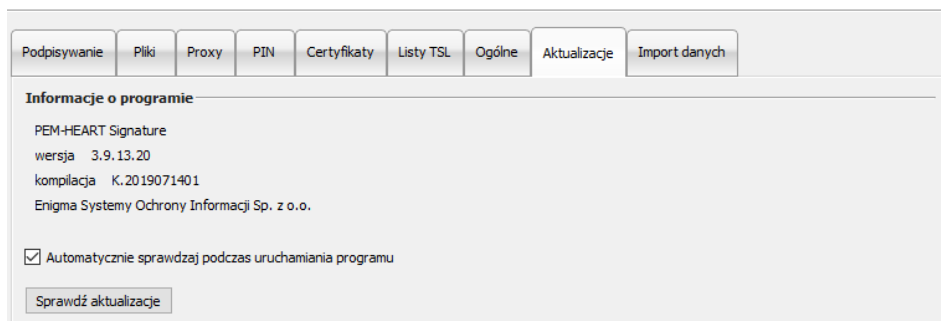 Podpisywanie Pliki Proxy PIN Certyfikaty Listy TSL Ogólne Aktualizacje Import danych
Informacje o programie
PEM-HEART Signature
wersja 3.9.13.20
kompilacja K.2019071401
Enigma Systemy Ochrony Informacji Sp. z o.o.
Automatycznie sprawdzaj podczas uruchamiania programu
Sprawdź aktualizacje